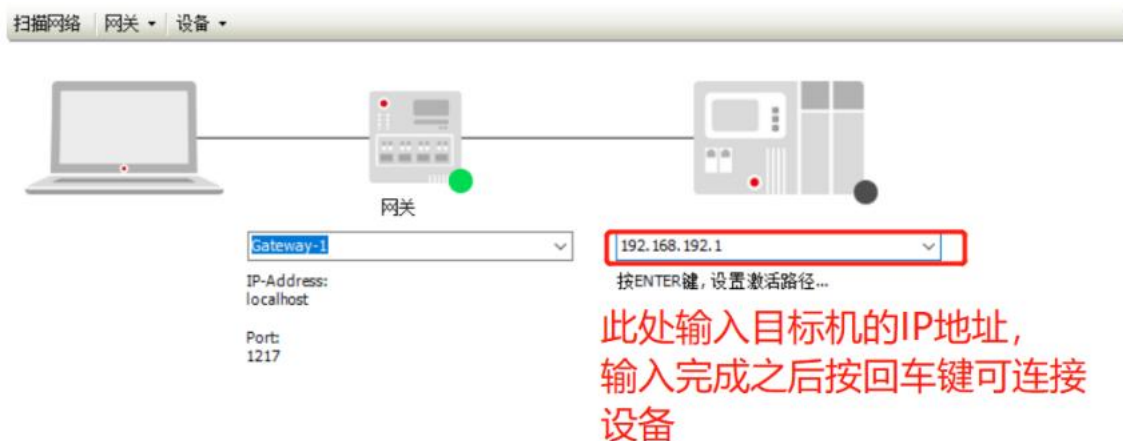 扫描网络 网关 设备
网关
Gateway-1
192.168.192.1
IP-Address:
localhost
按ENTER键, 设置激活路径...
Port:
1217
此处输入目标机的IP地址,
输入完成之后按回车键可连接
设备